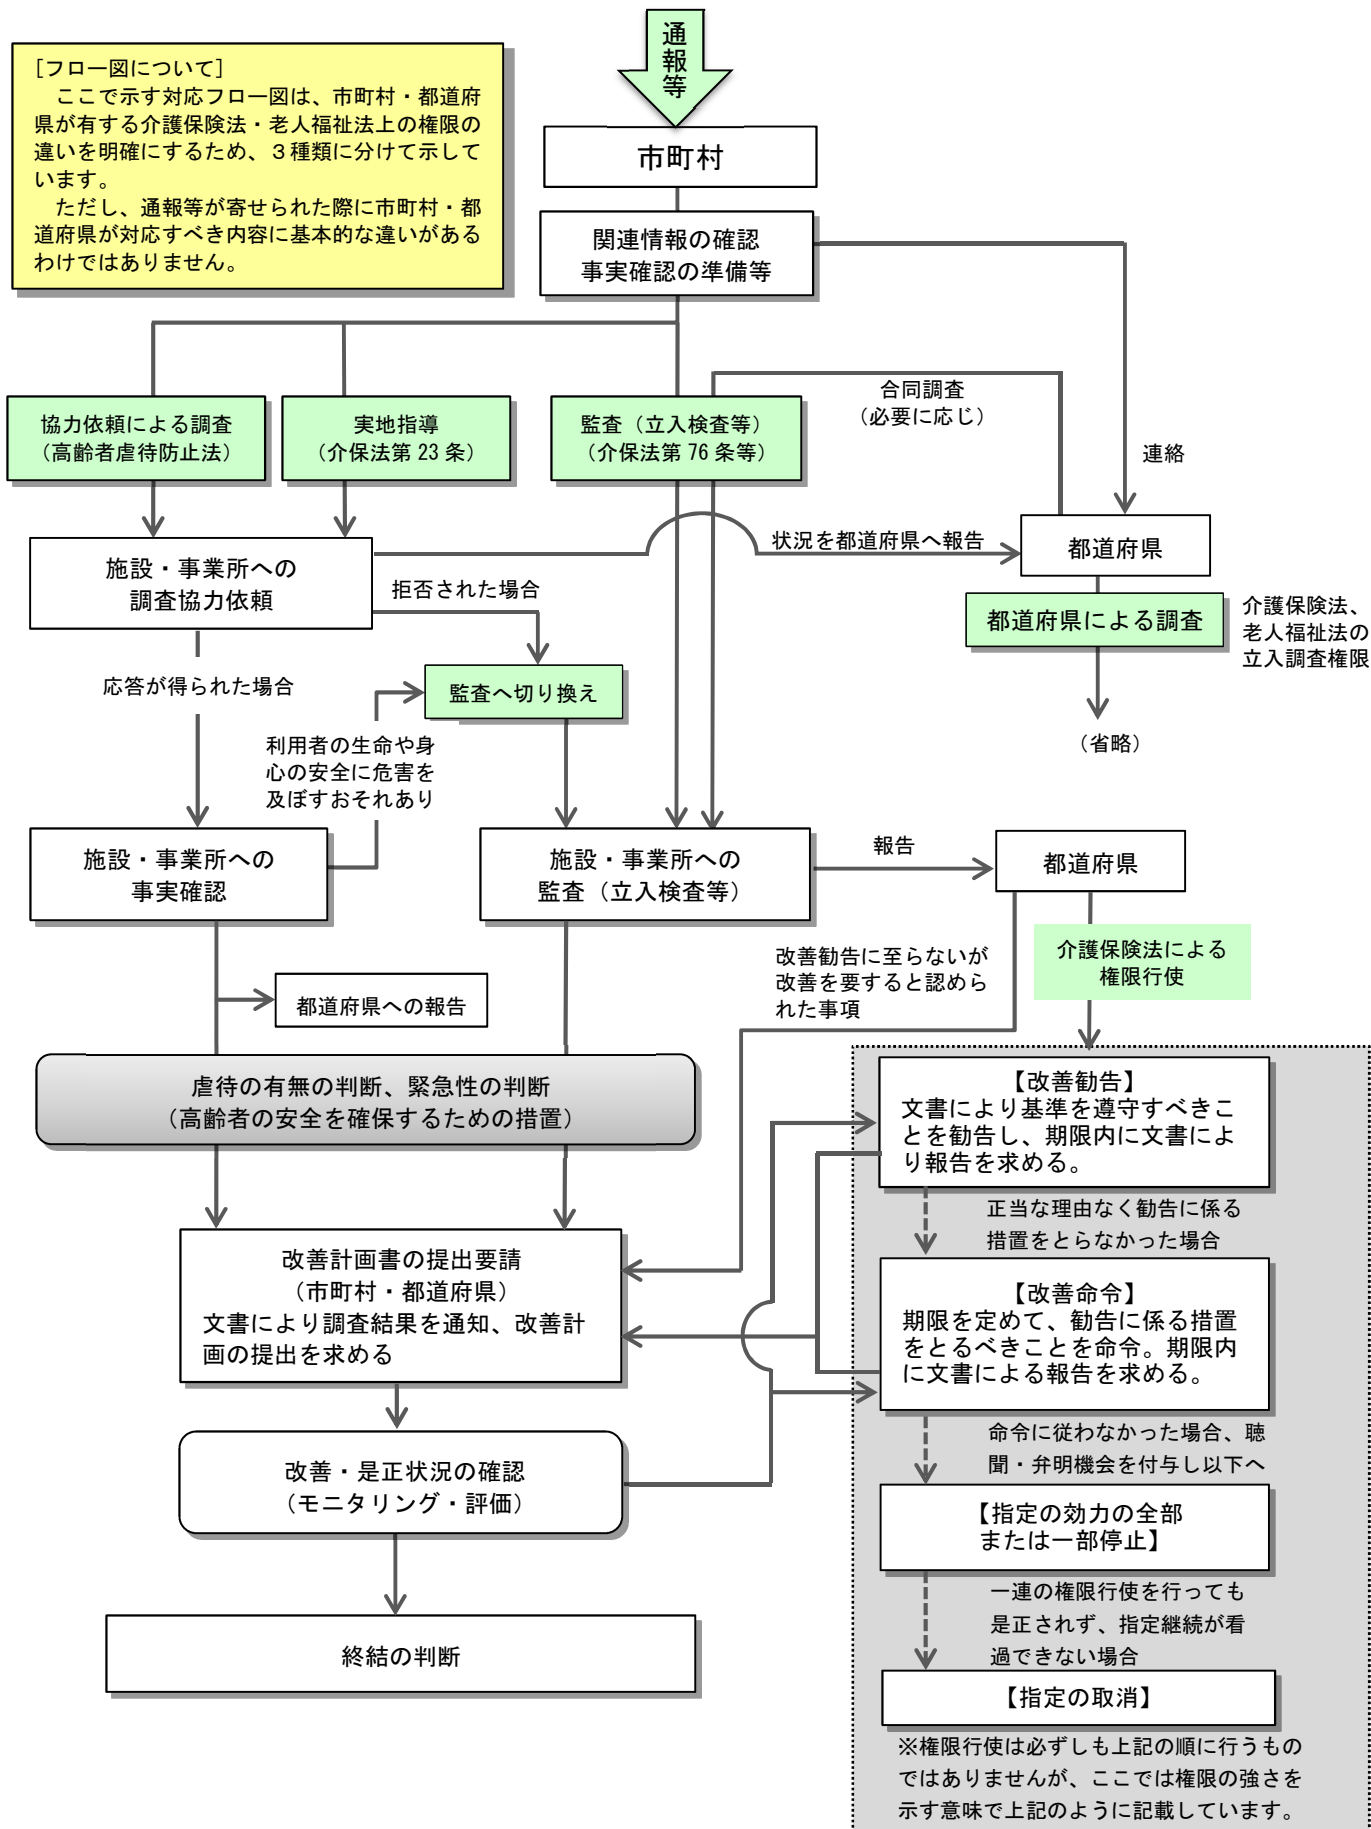 通報等
［フロー図について］
ここで示す対応フロー図は、市町村・都道府
県が有する介護保険法・老人福祉法上の権限の
違いを明確にするため、３種類に分けて示して
います。
ただし、通報等が寄せられた際に市町村・都
道府県が対応すべき内容に基本的な違いがある
わけではありません。
市町村
関連情報の確認
事実確認の準備等
協力依頼による調査
（高齢者虐待防止法）
実地指導
（介保法第 23 条）
監査（立入検査等）
（介保法第 76 条等）
合同調査
（必要に応じ）
連絡
施設・事業所への
調査協力依頼
状況を都道府県へ報告
都道府県
拒否された場合
都道府県による調査
介護保険法、
老人福祉法の
立入調査権限
応答が得られた場合
監査へ切り換え
（省略）
利用者の生命や身
心の安全に危害を
及ぼすおそれあり
施設・事業所への
事実確認
施設・事業所への
監査（立入検査等）
報告
都道府県
改善勧告に至らないが
改善を要すると認めら
れた事項
介護保険法による
権限行使
都道府県への報告
虐待の有無の判断、緊急性の判断
（高齢者の安全を確保するための措置）
【改善勧告】
文書により基準を遵守すべきこ
とを勧告し、期限内に文書によ
り報告を求める。
正当な理由なく勧告に係る
措置をとらなかった場合
改善計画書の提出要請
（市町村・都道府県）
文書により調査結果を通知、改善計
画の提出を求める
【改善命令】
期限を定めて、勧告に係る措置
をとるべきことを命令。期限内
に文書による報告を求める。
命令に従わなかった場合、聴
聞・弁明機会を付与し以下へ
改善・是正状況の確認
（モニタリング・評価）
【指定の効力の全部
または一部停止】
一連の権限行使を行っても
是正されず、指定継続が看
過できない場合
終結の判断
【指定の取消】
※権限行使は必ずしも上記の順に行うもの
ではありませんが、ここでは権限の強さを
示す意味で上記のように記載しています。